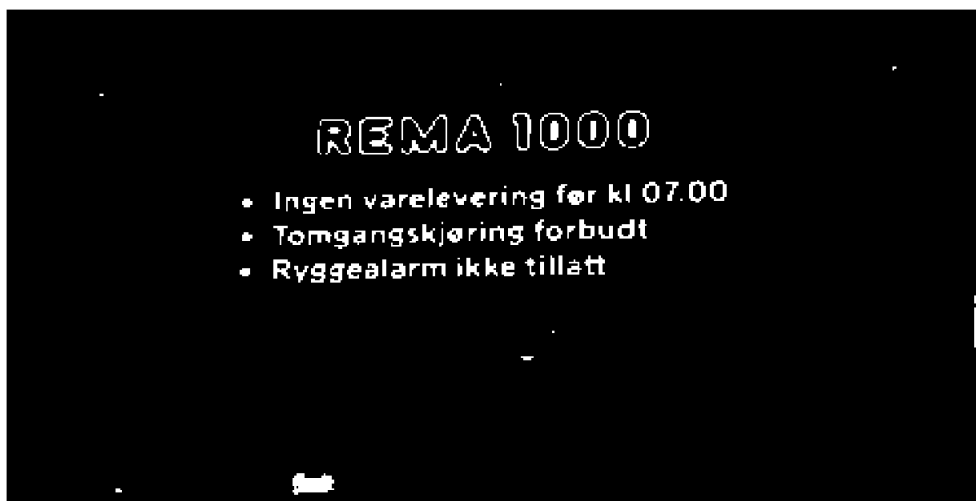 REMA 1000
• Ingen varelevering før kl 07.00
• Tomgangskjøring forbudt
• Ryggealarm ikke tillatt